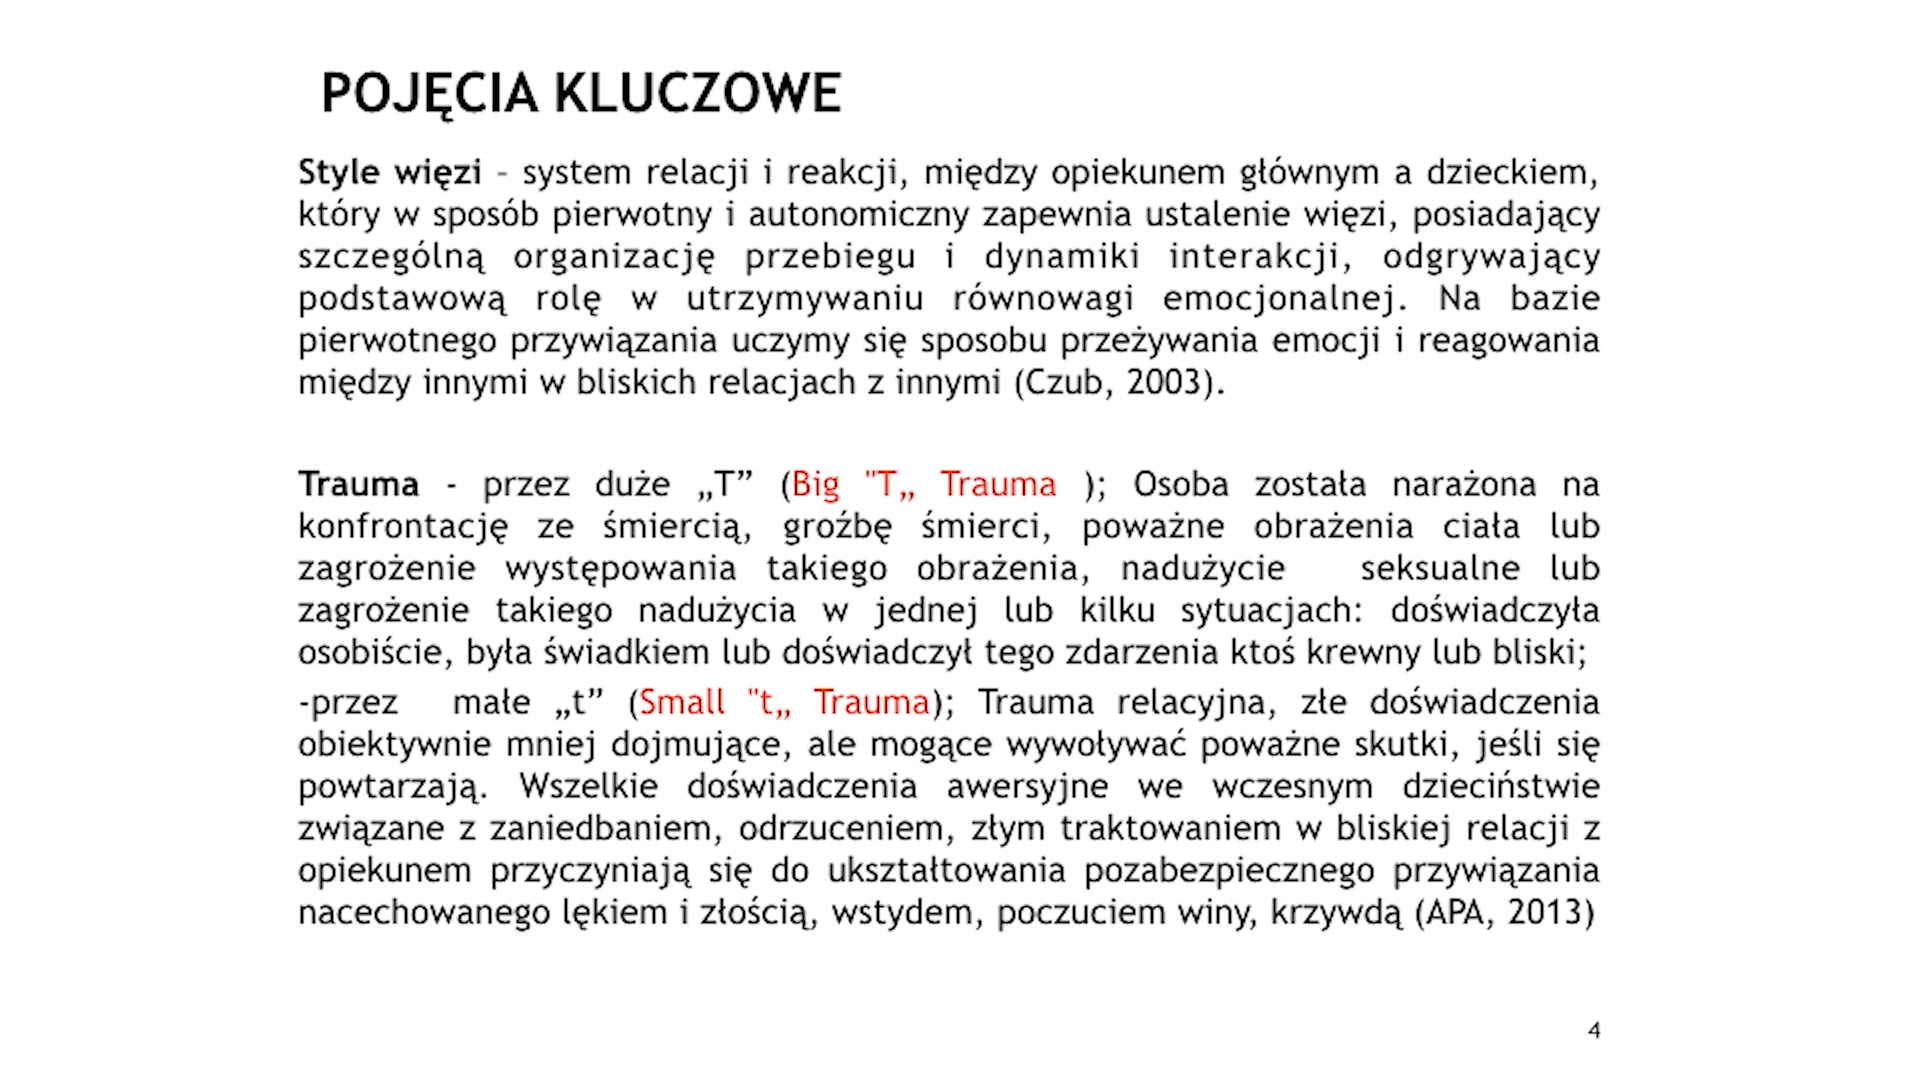 POJĘCIA KLUCZOWE
Style więzi - system relacji i reakcji, między opiekunem głównym a dzieckiem,
który w sposób pierwotny i autonomiczny zapewnia ustalenie więzi, posiadający
szczególną organizację przebiegu i dynamiki interakcji, odgrywający
podstawową rolę w utrzymywaniu równowagi emocjonalnej. Na bazie
pierwotnego przywiązania uczymy się sposobu przeżywania emocji i reagowania
między innymi w bliskich relacjach z innymi (Czub, 2003).
Trauma - przez duże „T” (Big "T„ Trauma ); Osoba została narażona na
konfrontację ze śmiercią, groźbę śmierci, poważne obrażenia ciała lub
zagrożenie występowania takiego obrażenia, nadużycie seksualne lub
zagrożenie takiego nadużycia w jednej lub kilku sytuacjach: doświadczyła
osobiście, była świadkiem lub doświadczył tego zdarzenia ktoś krewny lub bliski;
-przez małe „t” (Small "t„ Trauma); Trauma relacyjna, złe doświadczenia
obiektywnie mniej dojmujące, ale mogące wywoływać poważne skutki, jeśli się
powtarzają. Wszelkie doświadczenia awersyjne we wczesnym dzieciństwie
związane z zaniedbaniem, odrzuceniem, złym traktowaniem w bliskiej relacji z
opiekunem przyczyniają się do ukształtowania pozabezpiecznego przywiązania
nacechowanego lękiem i złością, wstydem, poczuciem winy, krzywdą (APA, 2013)
4